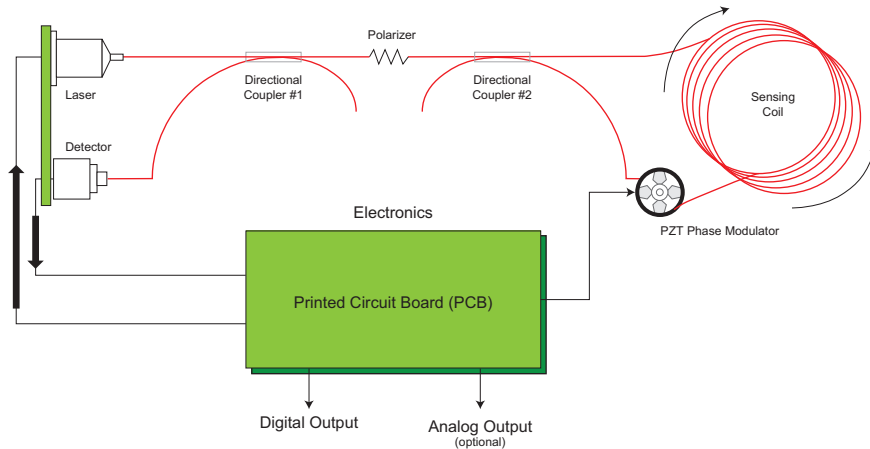 Polarizer
Laser
Directional
Coupler #1
Directional
Coupler #2
Sensing
Coil
Detector
Electronics
PZT Phase Modulator
Printed Circuit Board (PCB)
Digital Output
Analog Output
(optional)